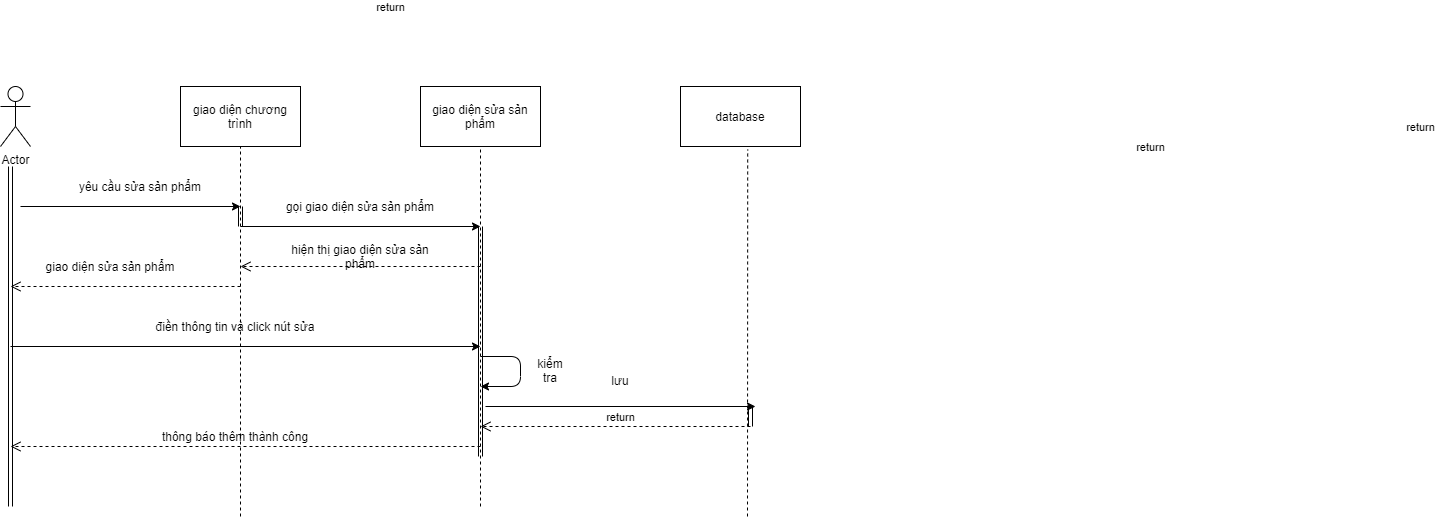 return
giao diện chương
trình
giao diện sửa sản
phẩm
database
return
return
Actor
yêu cầu sửa sản phẩm
gọi giao diện sửa sản phẩm
hiện thị giao diện sửa sản
phẩm
giao diện sửa sản phẩm
điền thông tin và click nút sửa
kiểm
tra
lưu
return
thông báo thêm thành công